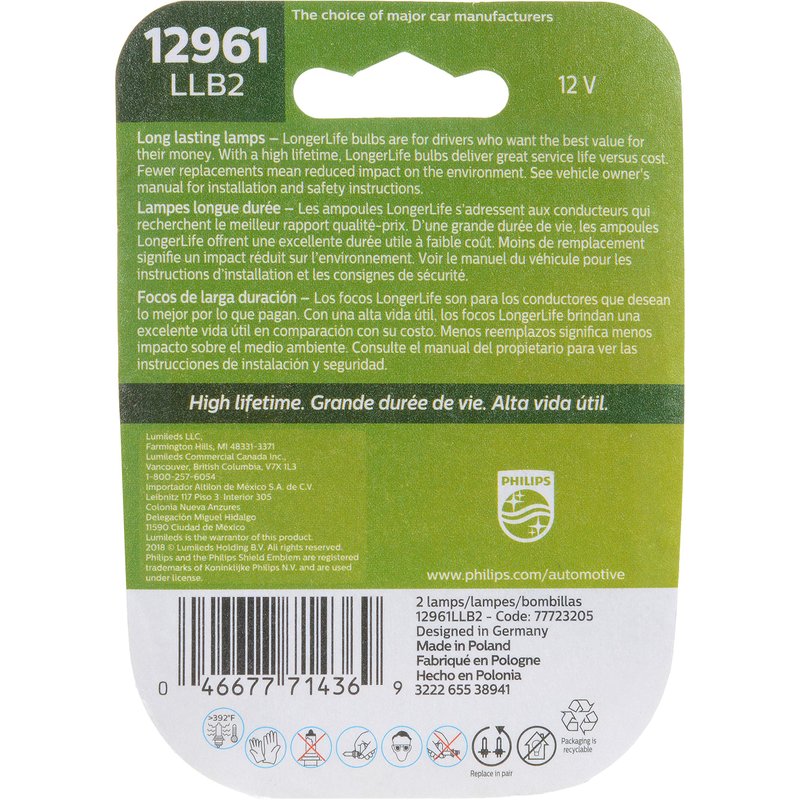 12961
LLB2
The choice of major car manufacturers
12 V
Long lasting lamps – LongerLife bulbs are for drivers who want the best value for
their money. With a high lifetime, LongerLife bulbs deliver great service life versus cost.
Fewer replacements mean reduced impact on the environment. See vehicle owner's
manual for installation and safety instructions.
Lampes longue durée – Les ampoules LongerLife s'adressent aux conducteurs qui
recherchent le meilleur rapport qualité-prix. D'une grande durée de vie, les ampoules
LongerLife offrent une excellente durée utile à faible coût. Moins de remplacement
signifie un impact réduit sur l'environnement. Voir le manuel du véhicule pour les
instructions d'installation et les consignes de sécurité.
Focos de larga duración – Los focos LongerLife son para los conductores que desean
lo mejor por lo que pagan. Con una alta vida útil, los focos LongerLife brindan una
excelente vida útil en comparación con su costo. Menos reemplazos significa menos
impacto sobre el medio ambiente. Consulte el manual del propietario para ver las
instrucciones de instalación y seguridad.
High lifetime. Grande durée de vie. Alta vida útil.
Lumileds LLC,
Farmington Hills, MI 48331-3371
Lumileds Commercial Canada Inc.,
Vancouver, British Columbia, V7X 1L3
1-800-257-6054
Importador Altilon de México S.A. de C.V.
Leibnitz 117 Piso 3 Interior 305
Colonia Nueva Anzures
Delegación Miguel Hidalgo
11590 Ciudad de México
Lumileds is the warrantor of this product.
2018 © Lumileds Holding B.V. All rights reserved.
Philips and the Philips Shield Emblem are registered
trademarks of Koninklijke Philips N.V. and are used
under license.
PHILIPS
www.philips.com/automotive
2 lamps/lampes/bombillas
12961LLB2 - Code: 77723205
Designed in Germany
Made in Poland
Fabriqué en Pologne
Hecho en Polonia
3222 655 38941
0 46677 71436 9
>392°F
Replace in pair
Packaging is
recyclable